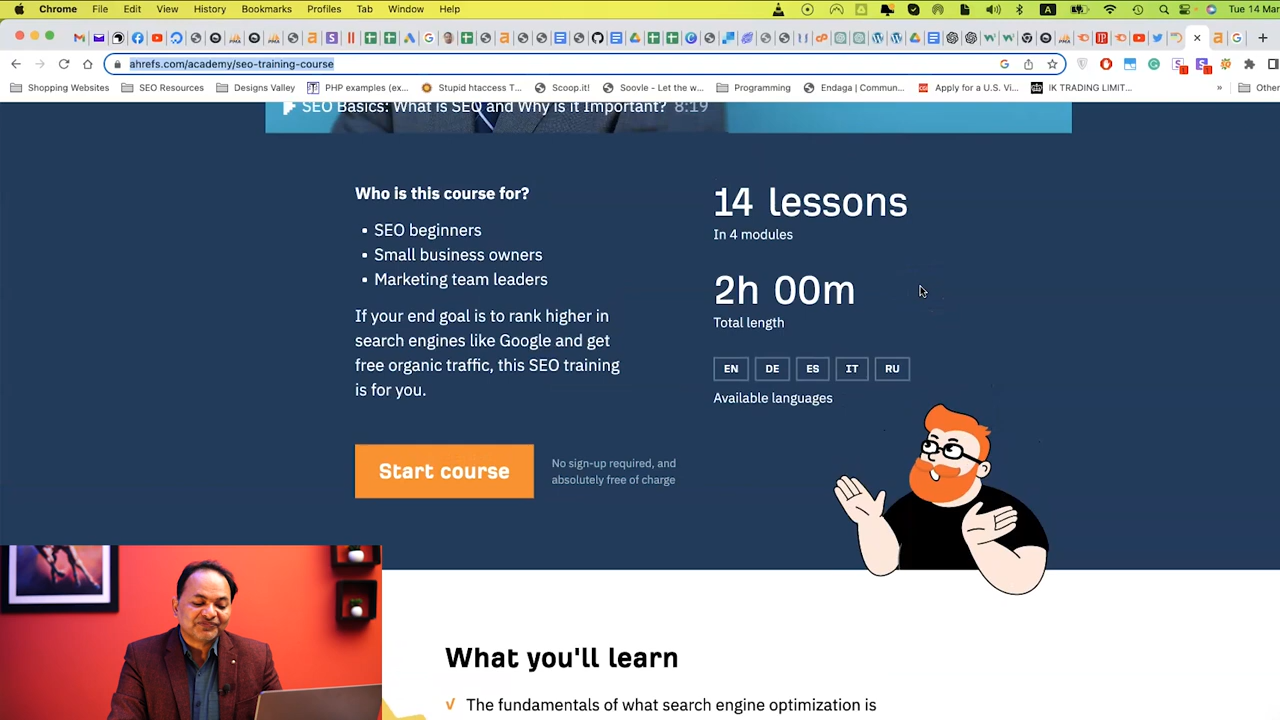 Chrome File Edit View History Bookmarks Profiles Tab Window Help
A
Tue 14 Mar
ahrefs.com/academy/seo-training-course
Shopping Websites SEO Resources Designs Valley PHP examples (ex... Stupid htaccess T... Scoop.it! Soovle - Let the w... Programming Endaga | Commun... Apply for a U.S. Vi... IK TRADING LIMIT... » Other
SEO Basics: What is SEO and Why is it Important? 8:19
Who is this course for?
• SEO beginners
• Small business owners
• Marketing team leaders
If your end goal is to rank higher in
search engines like Google and get
free organic traffic, this SEO training
is for you.
Start course
No sign-up required, and
absolutely free of charge
14 lessons
In 4 modules
2h 00m
Total length
EN DE ES IT RU
Available languages
What you'll learn
√ The fundamentals of what search engine optimization is